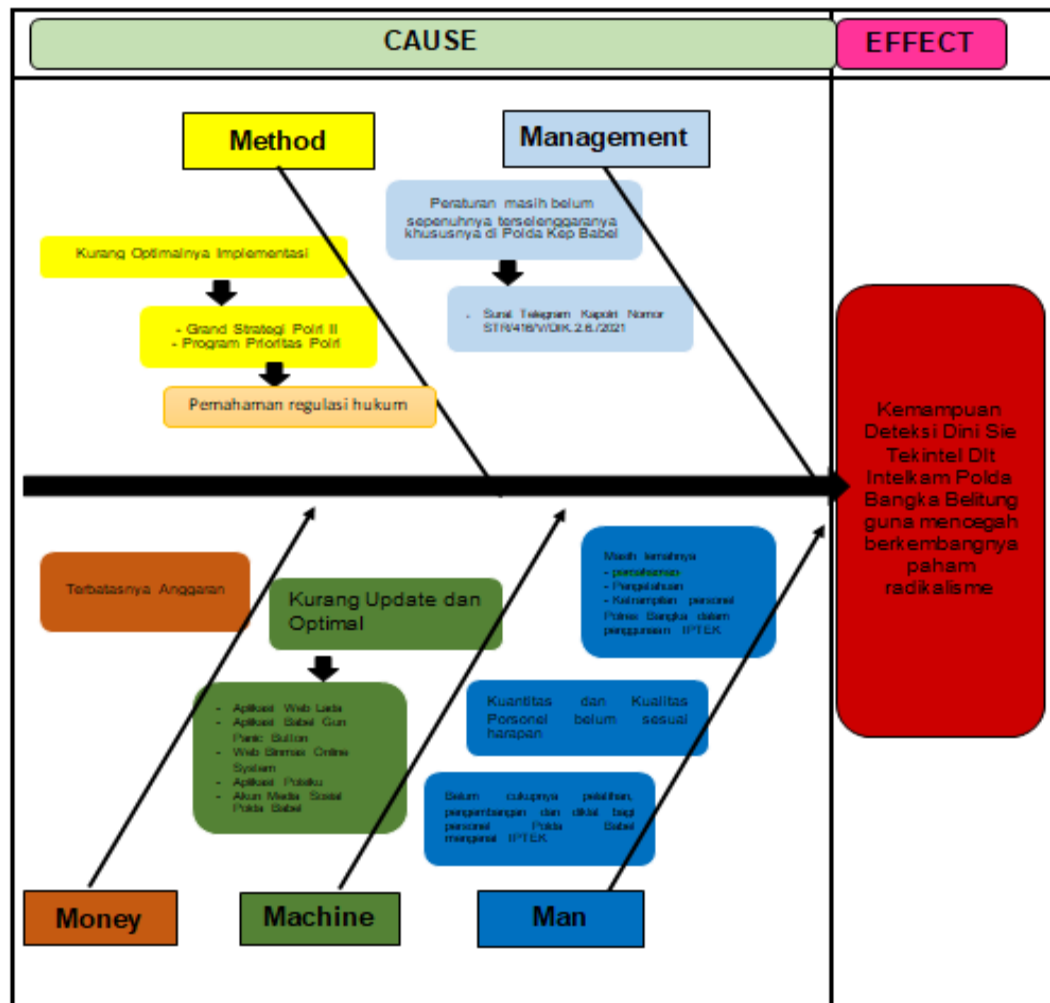 CAUSE
EFFECT
Method
Management
Peraturan masih belum
sepenuhnya terselenggaranya
khususnya di Polda Kep Babel
Kurang Optimalnya Implementasi
- Surat Telegram Kapolri Nomor
STR/416/V/DIK.2.6./2021
- Grand Strategi Polri II
- Program Prioritas Polri
Pemahaman regulasi hukum
Kemampuan
Deteksi Dini Sie
Tekintel Dit
Intelkam Polda
Bangka Belitung
guna mencegah
berkembangnya
paham
radikalisme
Terbatasnya Anggaran
Kurang Update dan
Optimal
- Aplikasi Web Lada
- Aplikasi Babel Gun
Panic Button
- Web Binmas Online
System
- Aplikasi Polisiku
- Akun Media Sosial
Polda Babel
Masih lemahnya
- pemahaman
- Pengetahuan
- Ketrampilan personel
Polres Bangka dalam
penggunaan IPTEK
Kuantitas dan Kualitas
Personel belum sesuai
harapan
Belum cukupnya pelatihan,
pengembangan dan diklat bagi
personel Polda Babel
mengenai IPTEK
Money
Machine
Man